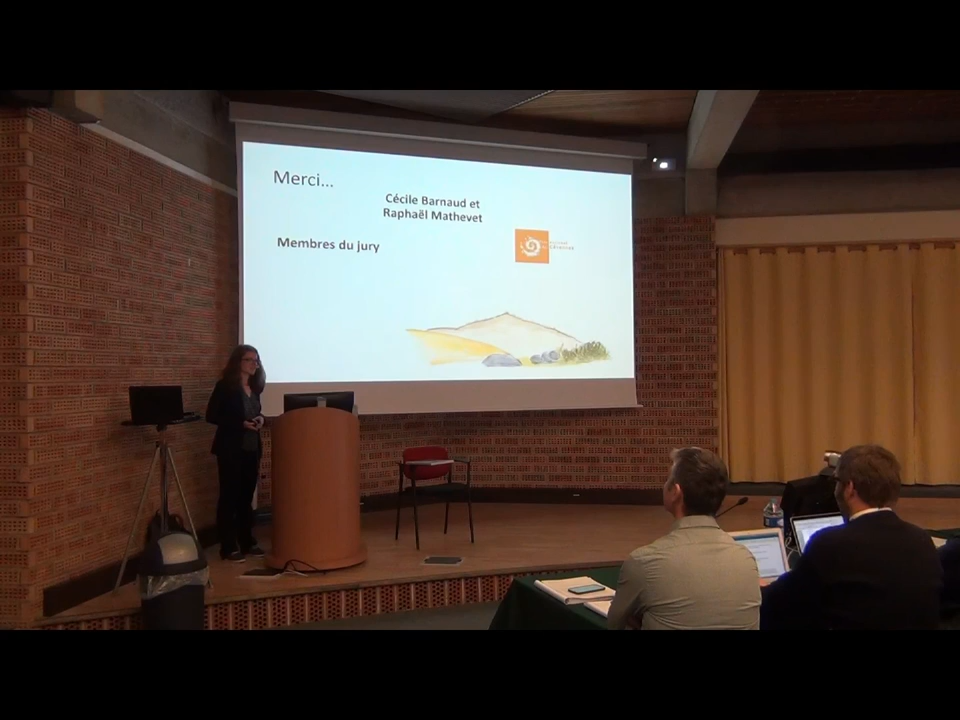 Merci...
Cécile Barnaud et
Raphaël Mathevet
Membres du jury